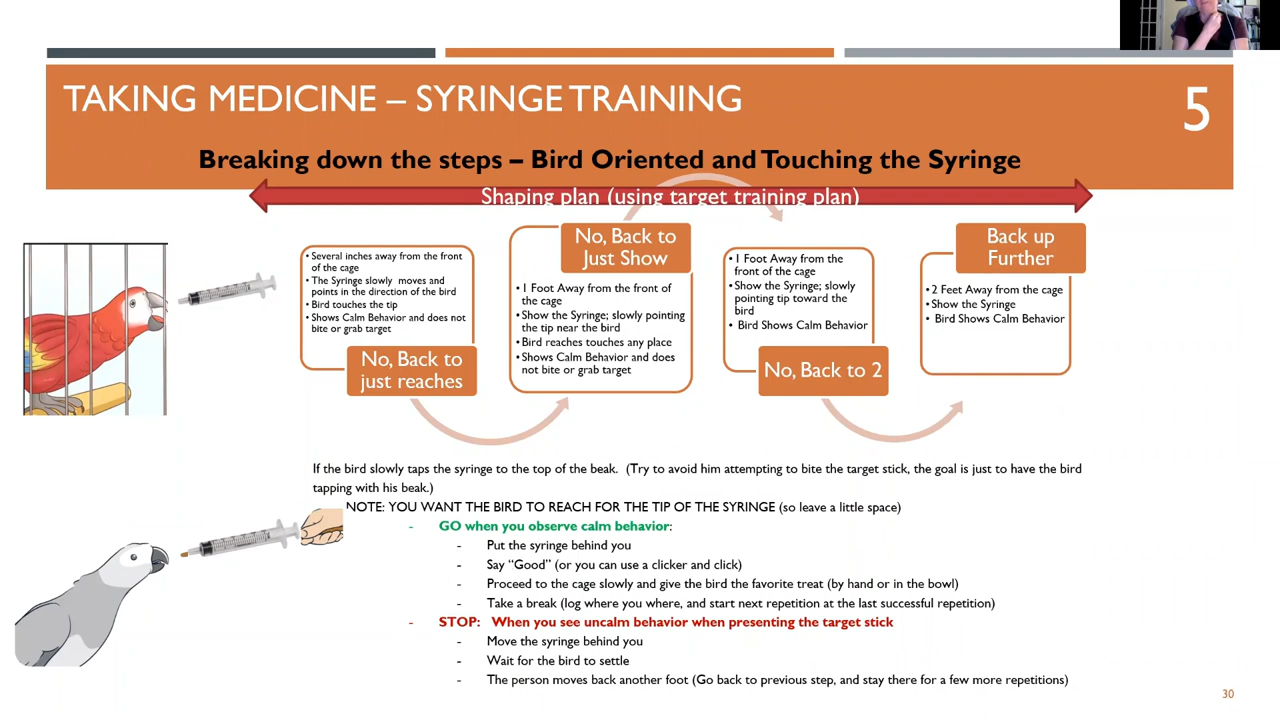 TAKING MEDICINE – SYRINGE TRAINING
5
Breaking down the steps – Bird Oriented and Touching the Syringe
Shaping plan (using target training plan)
• Several inches away from the front
of the cage
• The Syringe slowly moves and
points in the direction of the bird
• Bird touches the tip
• Shows Calm Behavior and does not
bite or grab target
No, Back to
just reaches
No, Back to
Just Show
• 1 Foot Away from the front of
the cage
• Show the Syringe; slowly pointing
the tip near the bird
• Bird reaches touches any place
• Shows Calm Behavior and does
not bite or grab target
• 1 Foot Away from the
front of the cage
• Show the Syringe; slowly
pointing tip toward the
bird
• Bird Shows Calm Behavior
No, Back to 2
Back up
Further
• 2 Feet Away from the cage
• Show the Syringe
• Bird Shows Calm Behavior
If the bird slowly taps the syringe to the top of the beak. (Try to avoid him attempting to bite the target stick, the goal is just to have the bird
tapping with his beak.)
NOTE: YOU WANT THE BIRD TO REACH FOR THE TIP OF THE SYRINGE (so leave a little space)
- GO when you observe calm behavior:
- Put the syringe behind you
- Say “Good” (or you can use a clicker and click)
- Proceed to the cage slowly and give the bird the favorite treat (by hand or in the bowl)
- Take a break (log where you where, and start next repetition at the last successful repetition)
- STOP: When you see uncalm behavior when presenting the target stick
- Move the syringe behind you
- Wait for the bird to settle
- The person moves back another foot (Go back to previous step, and stay there for a few more repetitions)
30